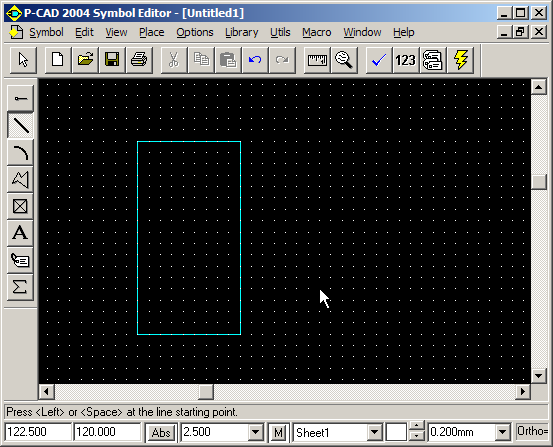 P-CAD 2004 Symbol Editor - [Untitled1]
Symbol Edit View Place Options Library Utils Macro Window Help
123
A
Σ
Press <Left> or <Space> at the line starting point.
122.500 120.000 Abs 2.500 M Sheet1 0.200mm Ortho=